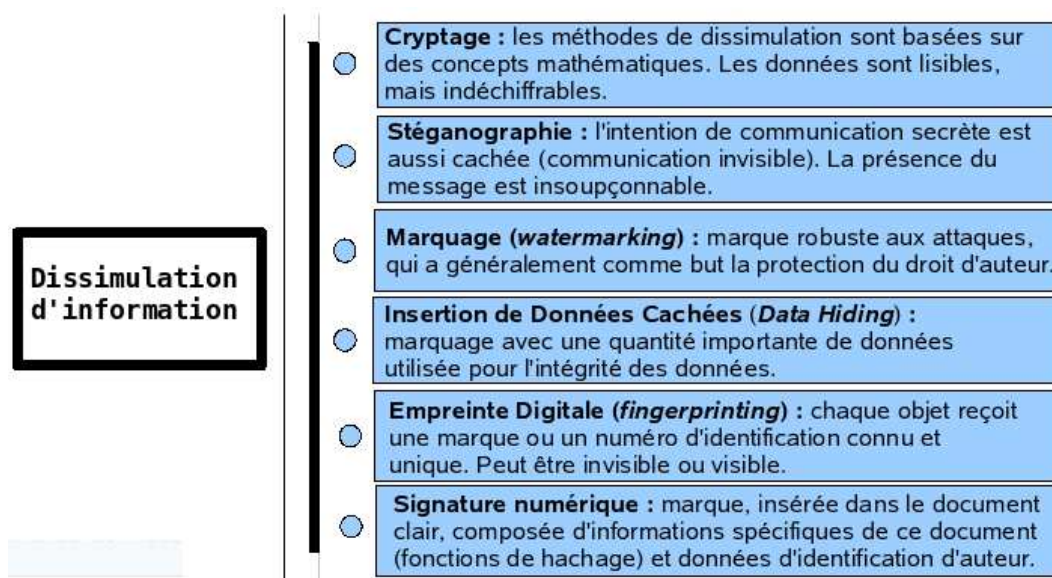 Dissimulation
d'information
Cryptage : les méthodes de dissimulation sont basées sur
des concepts mathématiques. Les données sont lisibles,
mais indéchiffrables.
Stéganographie : l'intention de communication secrète est
aussi cachée (communication invisible). La présence du
message est insoupçonnable.
Marquage (watermarking) : marque robuste aux attaques,
qui a généralement comme but la protection du droit d'auteur.
Insertion de Données Cachées (Data Hiding) :
marquage avec une quantité importante de données
utilisée pour l'intégrité des données.
Empreinte Digitale (fingerprinting) : chaque objet reçoit
une marque ou un numéro d'identification connu et
unique. Peut être invisible ou visible.
Signature numérique : marque, insérée dans le document
clair, composée d'informations spécifiques de ce document
(fonctions de hachage) et données d'identification d'auteur.